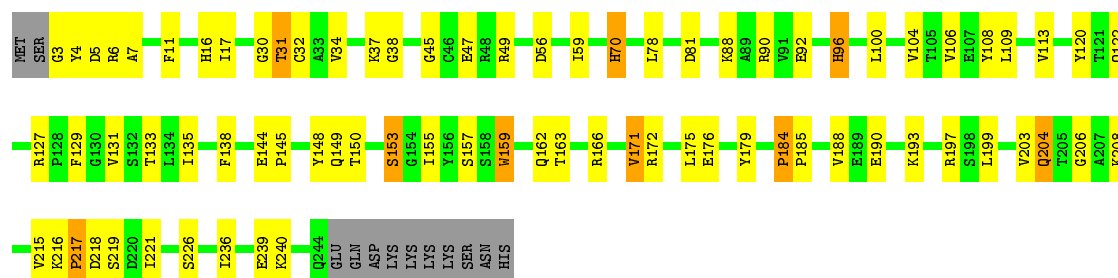 MET SER G3 Y4 D5 R6 A7 F11 H16 I17 G30 T31 C32 A33 V34 K37 G38 G45 C46 E47 R48 R49 D56 I59 H70 L78 D81 K88 A89 R90 V91 E92 H96 L100 V104 T105 V106 E107 Y108 L109 V113 Y120 T121 Q122
R127 P128 F129 G130 V131 S132 T133 L134 I135 F138 E144 P145 Y148 Q149 T150 S153 G154 I155 Y156 S157 S158 W159 Q162 T163 R166 V171 R172 L175 E176 Y179 P184 P185 V188 E189 E190 K193 R197 S198 L199 V203 Q204 T205 G206 A207 K208
V215 K216 P217 D218 S219 D220 I221 S226 I236 E239 K240 Q244 GLU GLN ASP LYS LYS LYS LYS SER ASN HIS